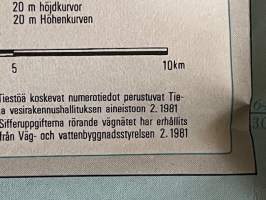 20 m höjdkurvor
20 m Höhenkurven
5 10km
Tiestöä koskevat numerotiedot perustuvat Tie-
vesirakennushallituksen aineistoon 2.1981
Sifferuppgifterna rörande vägnätet har erhållits
från Väg- och vattenbyggnadsstyrelsen 2.1981